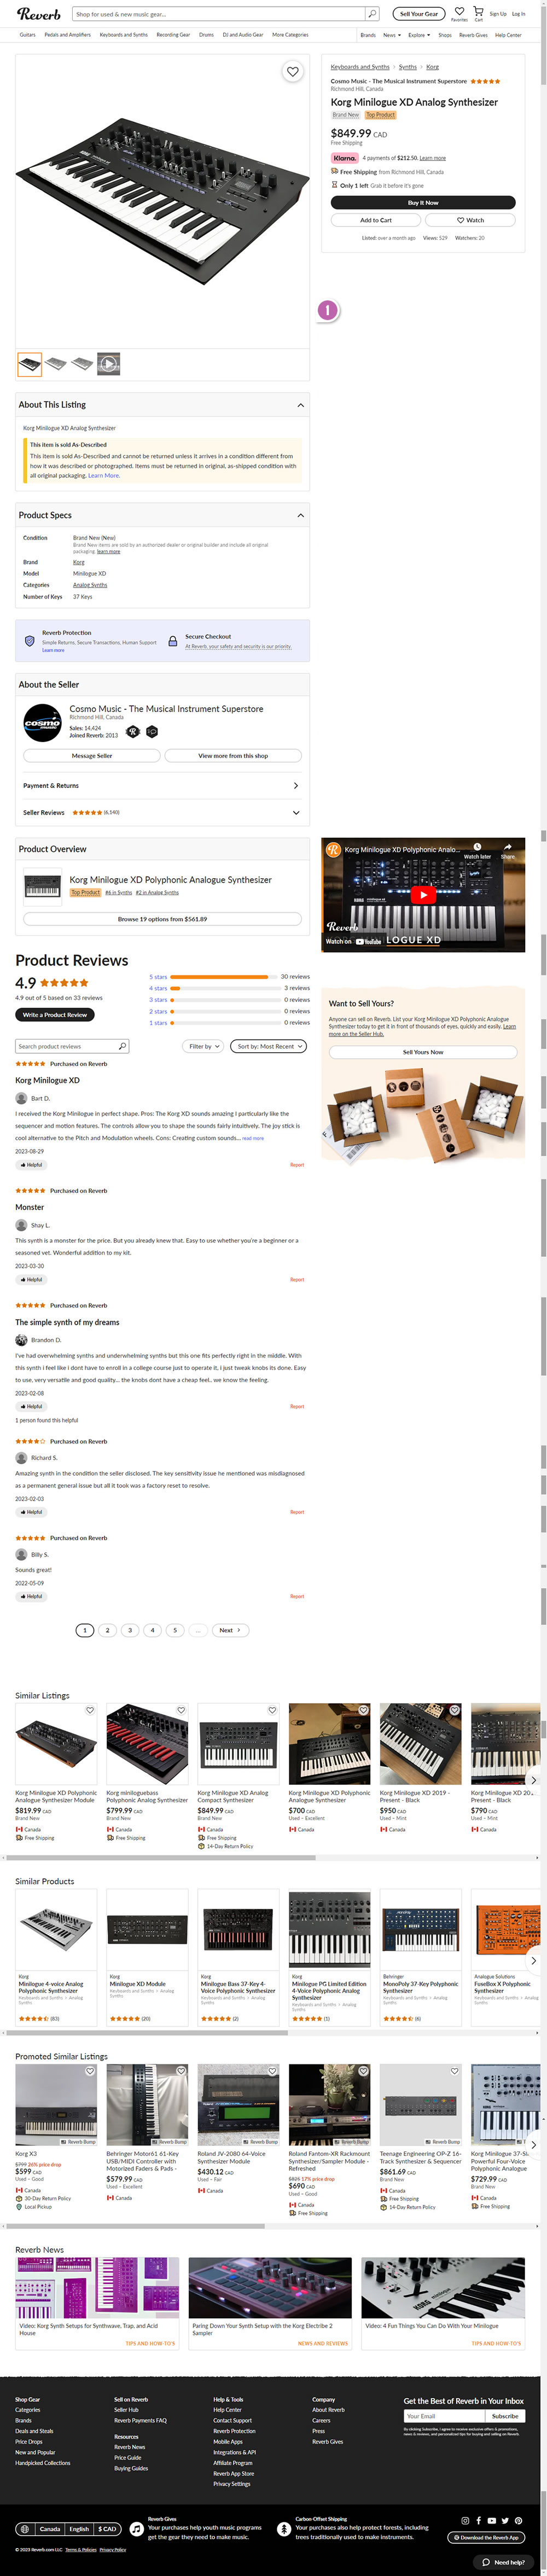 Reverb
Shop for used & new music gear...
Sell Your Gear
Favorites
Cart
Sign Up
Log In
Guitars
Pedals and Amplifiers
Keyboards and Synths
Recording Gear
Drums
DJ and Audio Gear
More Categories
Brands
News
Explore
Shops
Reverb Gives
Help Center
Keyboards and Synths > Synths > Korg
Cosmo Music - The Musical Instrument Superstore
Richmond Hill, Canada
Korg Minilogue XD Analog Synthesizer
Brand New
Top Product
$849.99 CAD
Free Shipping
Klarna. 4 payments of $212.50. Learn more
Free Shipping from Richmond Hill, Canada
Only 1 left Grab it before it's gone
Buy It Now
Add to Cart
Watch
Listed: over a month ago
Views: 529
Watchers: 20
1
About This Listing
Korg Minilogue XD Analog Synthesizer
This item is sold As-Described
This item is sold As-Described and cannot be returned unless it arrives in a condition different from
how it was described or photographed. Items must be returned in original, as-shipped condition with
all original packaging. Learn More.
Product Specs
Condition
Brand New (New)
Brand New items are sold by an authorized dealer or original builder and include all original
packaging. learn more
Brand
Korg
Model
Minilogue XD
Categories
Analog Synths
Number of Keys
37 Keys
Reverb Protection
Simple Returns, Secure Transactions, Human Support
Learn more
Secure Checkout
At Reverb, your safety and security is our priority.
About the Seller
cosmo
Cosmo Music - The Musical Instrument Superstore
Richmond Hill, Canada
Sales: 14,424
Joined Reverb: 2013
Message Seller
View more from this shop
Payment & Returns
Seller Reviews (6,140)
Product Overview
Korg Minilogue XD Polyphonic Analogue Synthesizer
Top Product #6 in Synths #2 in Analog Synths
Browse 19 options from $561.89
Korg Minilogue XD Polyphonic Analo...
Watch later
Share
Reverb
Watch on YouTube
LOGUE XD
Product Reviews
4.9
4.9 out of 5 based on 33 reviews
Write a Product Review
5 stars 30 reviews
4 stars 3 reviews
3 stars 0 reviews
2 stars 0 reviews
1 stars 0 reviews
Want to Sell Yours?
Anyone can sell on Reverb. List your Korg Minilogue XD Polyphonic Analogue
Synthesizer today to get it in front of thousands of eyes, quickly and easily. Learn
more on the Seller Hub.
Sell Yours Now
Search product reviews
Filter by
Sort by: Most Recent
Purchased on Reverb
Korg Minilogue XD
Bart D.
I received the Korg Minilogue in perfect shape. Pros: The Korg XD sounds amazing I particularly like the
sequencer and motion features. The controls allow you to shape the sounds fairly intuitively. The joy stick is
cool alternative to the Pitch and Modulation wheels. Cons: Creating custom sounds... read more
2023-08-29
Helpful
Report
Purchased on Reverb
Monster
Shay L.
This synth is a monster for the price. But you already knew that. Easy to use whether you're a beginner or a
seasoned vet. Wonderful addition to my kit.
2023-03-30
Helpful
Report
Purchased on Reverb
The simple synth of my dreams
Brandon D.
I've had overwhelming synths and underwhelming synths but this one fits perfectly right in the middle. With
this synth i feel like i dont have to enroll in a college course just to operate it, i just tweak knobs its done. Easy
to use, very versatile and good quality... the knobs dont have a cheap feel.. we know the feeling.
2023-02-08
Helpful
Report
1 person found this helpful
Purchased on Reverb
Richard S.
Amazing synth in the condition the seller disclosed. The key sensitivity issue he mentioned was misdiagnosed
as a permanent general issue but all it took was a factory reset to resolve.
2023-02-03
Helpful
Report
Purchased on Reverb
Billy S.
Sounds great!
2022-05-09
Helpful
Report
1 2 3 4 5 ... Next >
Similar Listings
Korg Minilogue XD Polyphonic
Analogue Synthesizer Module
$819.99 CAD
Brand New
Canada
Free Shipping
Korg miniloguebass
Polyphonic Analog Synthesizer
$799.99 CAD
Brand New
Canada
Free Shipping
Korg Minilogue XD Analog
Compact Synthesizer
$849.99 CAD
Brand New
Canada
Free Shipping
14-Day Return Policy
Korg Minilogue XD Polyphonic
Analogue Synthesizer
$700 CAD
Used – Excellent
Canada
Korg Minilogue XD 2019 -
Present - Black
$950 CAD
Used – Mint
Canada
Korg Minilogue XD 20...
Present - Black
$790 CAD
Used – Mint
Canada
Similar Products
Korg
Minilogue 4-voice Analog
Polyphonic Synthesizer
Keyboards and Synths > Analog
Synths
(83)
Korg
Minilogue XD Module
Keyboards and Synths > Analog
Synths
(20)
Korg
Minilogue Bass 37-Key 4-
Voice Polyphonic Synthesizer
Keyboards and Synths > Analog
Synths
(2)
Korg
Minilogue PG Limited Edition
4-Voice Polyphonic Analog
Synthesizer
Keyboards and Synths > Analog
Synths
(5)
Behringer
MonoPoly 37-Key Polyphonic
Synthesizer
Keyboards and Synths > Analog
Synths
(6)
Analogue Solutions
FuseBox X Polyphonic
Synthesizer
Keyboards and Synths > Analog
Synths
Promoted Similar Listings
Reverb Bump
Korg X3
$799 26% price drop
$599 CAD
Used – Good
Canada
30-Day Return Policy
Local Pickup
Reverb Bump
Behringer Motor61 61-Key
USB/MIDI Controller with
Motorized Faders & Pads -
$579.99 CAD
Used – Excellent
Canada
Reverb Bump
Roland JV-2080 64-Voice
Synthesizer Module
$430.12 CAD
Used – Fair
Canada
Reverb Bump
Roland Fantom-XR Rackmount
Synthesizer/Sampler Module -
Refreshed
$825 17% price drop
$690 CAD
Used – Good
Canada
Free Shipping
Reverb Bump
Teenage Engineering OP-Z 16-
Track Synthesizer & Sequencer
$861.69 CAD
Brand New
Canada
Free Shipping
14-Day Return Policy
Korg Minilogue 37-
Powerful Four-Voice
Polyphonic Analogue
$729.99 CAD
Brand New
Canada
Free Shipping
Reverb News
Video: Korg Synth Setups for Synthwave, Trap, and Acid
House
TIPS AND HOW-TO'S
Paring Down Your Synth Setup with the Korg Electribe 2
Sampler
NEWS AND REVIEWS
Video: 4 Fun Things You Can Do With Your Minilogue
TIPS AND HOW-TO'S
Shop Gear
Categories
Brands
Deals and Steals
Price Drops
New and Popular
Handpicked Collections
Sell on Reverb
Seller Hub
Reverb Payments FAQ
Resources
Reverb News
Price Guide
Buying Guides
Help & Tools
Help Center
Contact Support
Reverb Protection
Mobile Apps
Integrations & API
Affiliate Program
Reverb App Store
Privacy Settings
Company
About Reverb
Careers
Press
Reverb Gives
Get the Best of Reverb in Your Inbox
Your Email
Subscribe
By clicking Subscribe, I agree to receive exclusive offers & promotions,
news & reviews, and personalized tips for buying and selling on Reverb.
Canada
English
$ CAD
Reverb Gives
Your purchases help youth music programs
get the gear they need to make music.
Carbon-Offset Shipping
Your purchases also help protect forests, including
trees traditionally used to make instruments.
Download the Reverb App
© 2023 Reverb.com LLC Terms & Policies Privacy Policy
Need help?